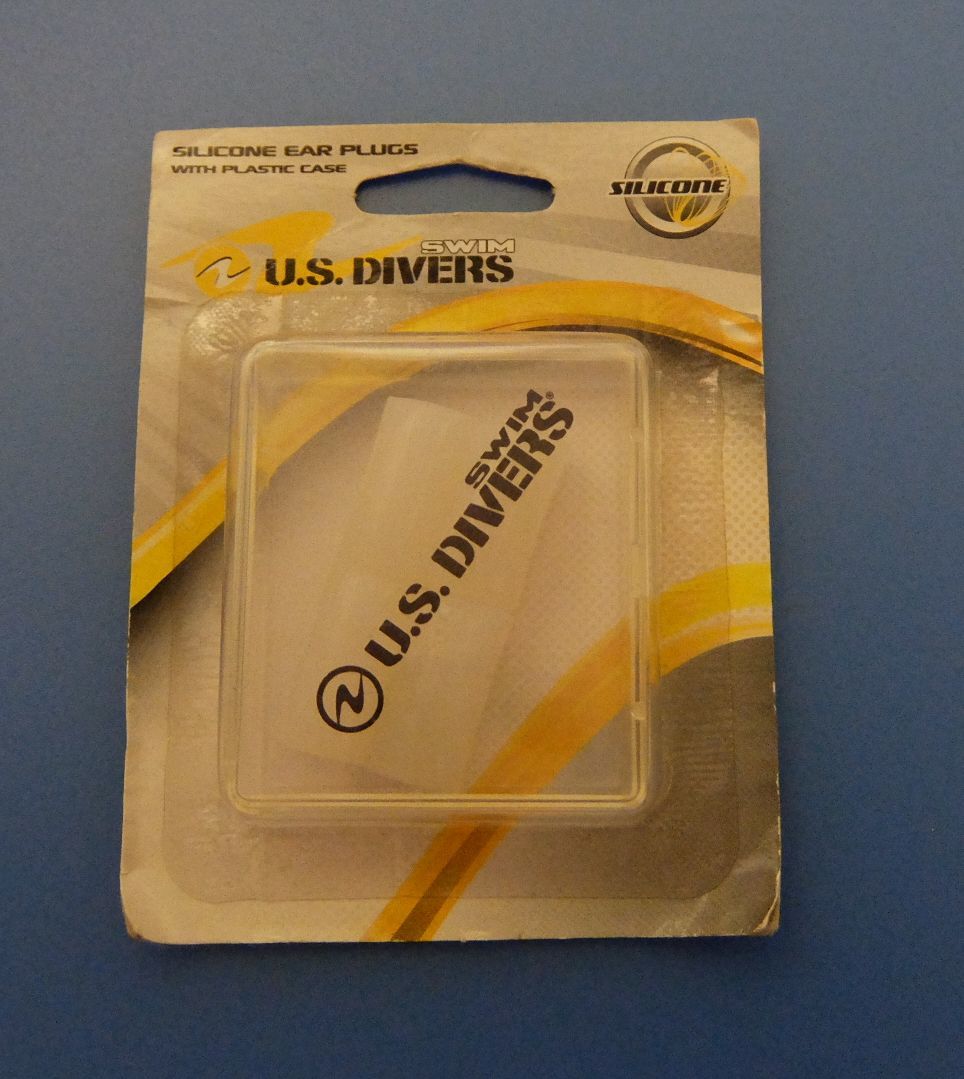 SILICONE EAR PLUGS
WITH PLASTIC CASE
SILICONE
SWIM
U.S. DIVERS
SWIM
U.S. DIVERS®